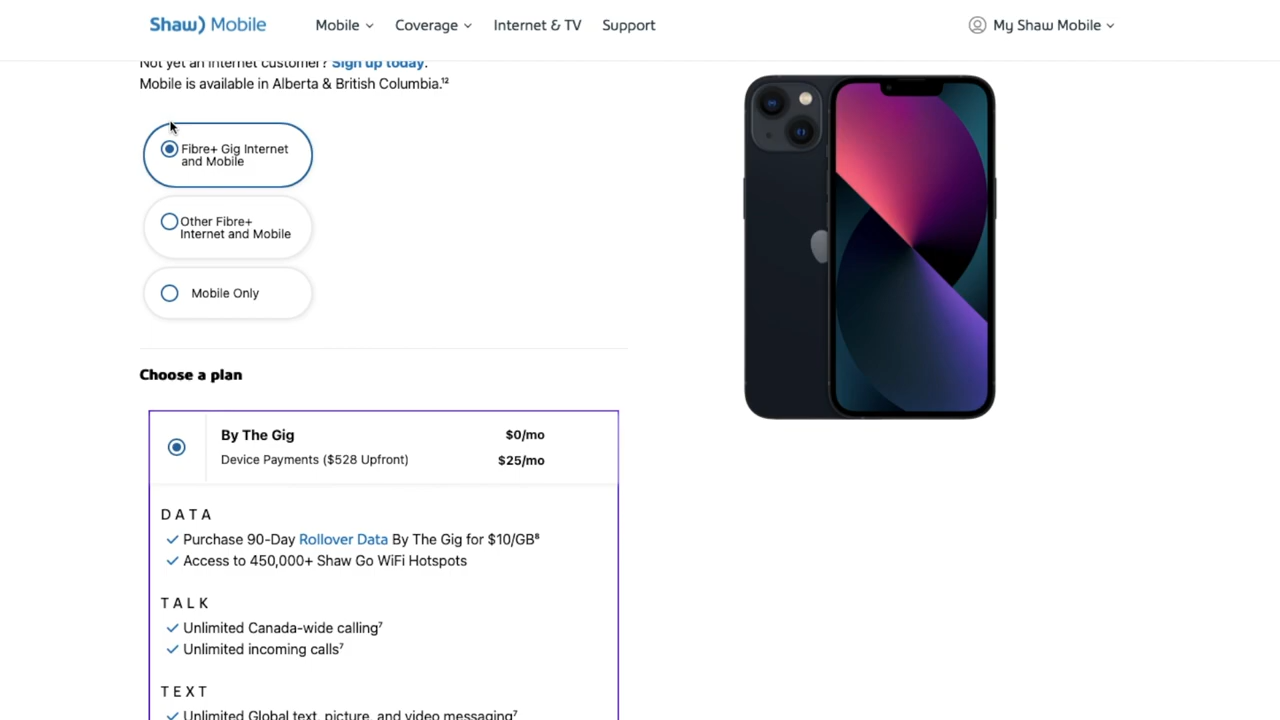 Shaw) Mobile
Mobile
Coverage
Internet & TV
Support
My Shaw Mobile
Not yet an internet customer? Sign up today.
Mobile is available in Alberta & British Columbia.¹²
Fibre+ Gig Internet
and Mobile
Other Fibre+
Internet and Mobile
Mobile Only
Choose a plan
By The Gig $0/mo
Device Payments ($528 Upfront) $25/mo
DATA
Purchase 90-Day Rollover Data By The Gig for $10/GB⁸
Access to 450,000+ Shaw Go WiFi Hotspots
TALK
Unlimited Canada-wide calling⁷
Unlimited incoming calls⁷
TEXT
Unlimited Global text, picture, and video messaging⁷